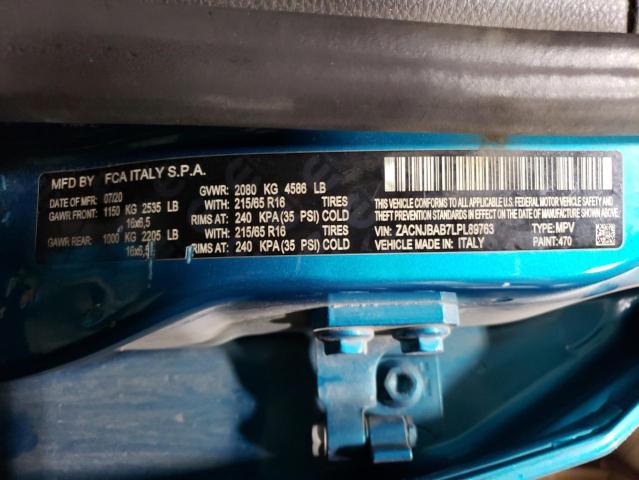 MFD BY FCA ITALY S.P.A.
DATE OF MFR: 07/20 GVWR: 2080 KG 4586 LB
GAWR FRONT: 1150 KG 2535 LB WITH: 215/65 R16 TIRES
16x6,5 RIMS AT: 240 KPA (35 PSI) COLD
GAWR REAR: 1000 KG 2205 LB WITH: 215/65 R16 TIRES
16x6,5 RIMS AT: 240 KPA (35 PSI) COLD
THIS VEHICLE CONFORMS TO ALL APPLICABLE U.S. FEDERAL MOTOR
VEHICLE SAFETY, BUMPER, AND THEFT PREVENTION STANDARDS
IN EFFECT ON THE DATE OF MANUFACTURE SHOWN ABOVE.
VIN: ZACNJBAB7LPL89763 TYPE: MPV
VEHICLE MADE IN: ITALY PAINT: 470